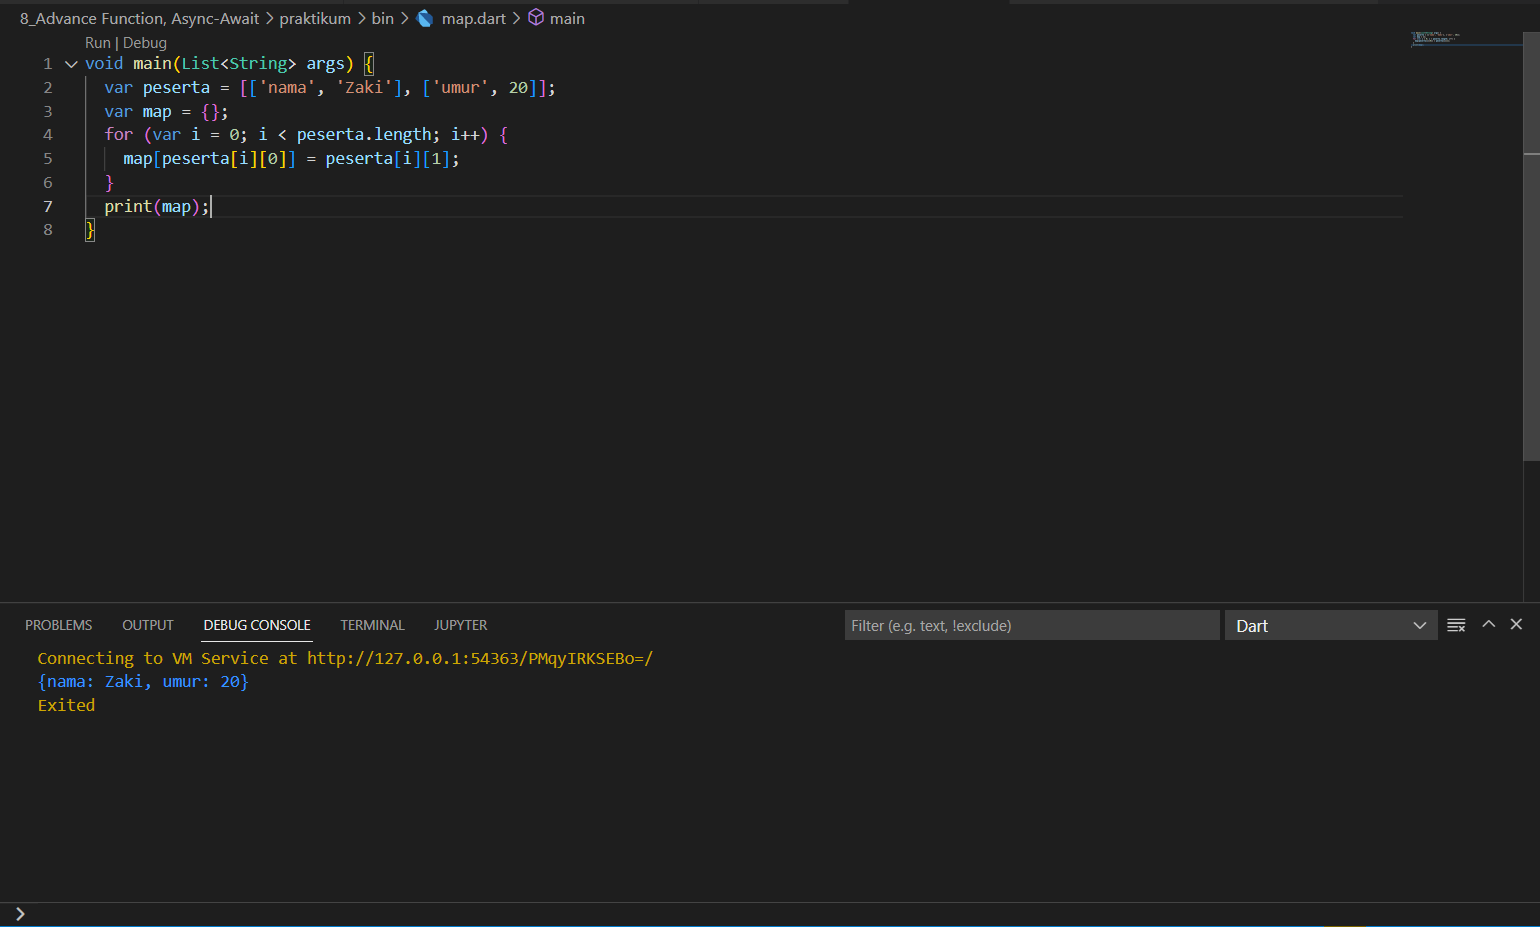 8_Advance Function, Async-Await > praktikum > bin > map.dart > main
Run | Debug
1 void main(List<String> args) {
2 var peserta = [['nama', 'Zaki'], ['umur', 20]];
3 var map = {};
4 for (var i = 0; i < peserta.length; i++) {
5 map[peserta[i][0]] = peserta[i][1];
6 }
7 print(map);
8 }
PROBLEMS OUTPUT DEBUG CONSOLE TERMINAL JUPYTER Filter (e.g. text, !exclude) Dart
Connecting to VM Service at http://127.0.0.1:54363/PMqyIRKSEBo=/
{nama: Zaki, umur: 20}
Exited